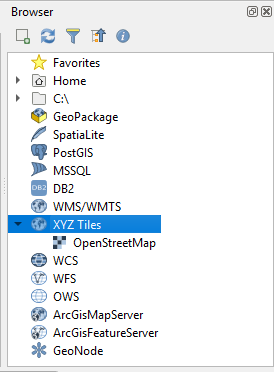 Browser
Favorites
Home
C:\
GeoPackage
SpatiaLite
PostGIS
MSSQL
DB2 DB2
WMS/WMTS
XYZ Tiles
OpenStreetMap
WCS
WFS
OWS
ArcGisMapServer
ArcGisFeatureServer
GeoNode